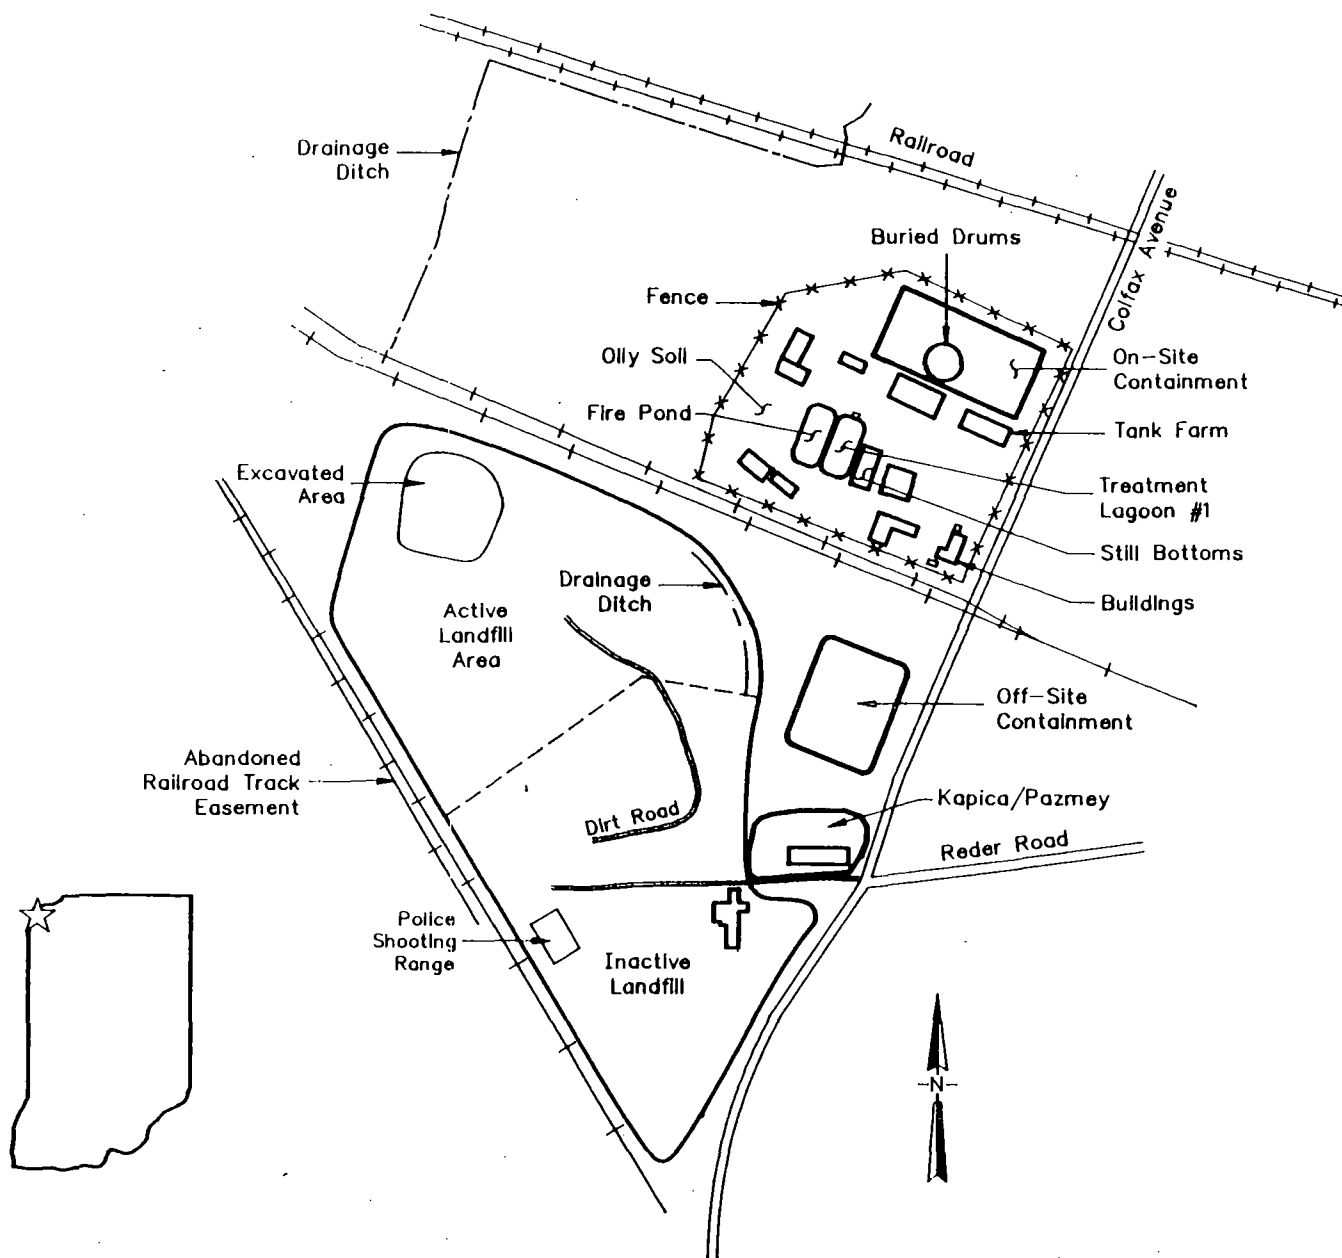 Railroad
Drainage
Ditch
Colfax Avenue
Buried Drums
Fence
Oily Soil
Fire Pond
On-Site
Containment
Tank Farm
Treatment
Lagoon #1
Still Bottoms
Buildings
Excavated
Area
Drainage
Ditch
Active
Landfill
Area
Off-Site
Containment
Abandoned
Railroad Track
Easement
Dirt Road
Kapica/Pazmey
Reder Road
Police
Shooting
Range
Inactive
Landfill
N